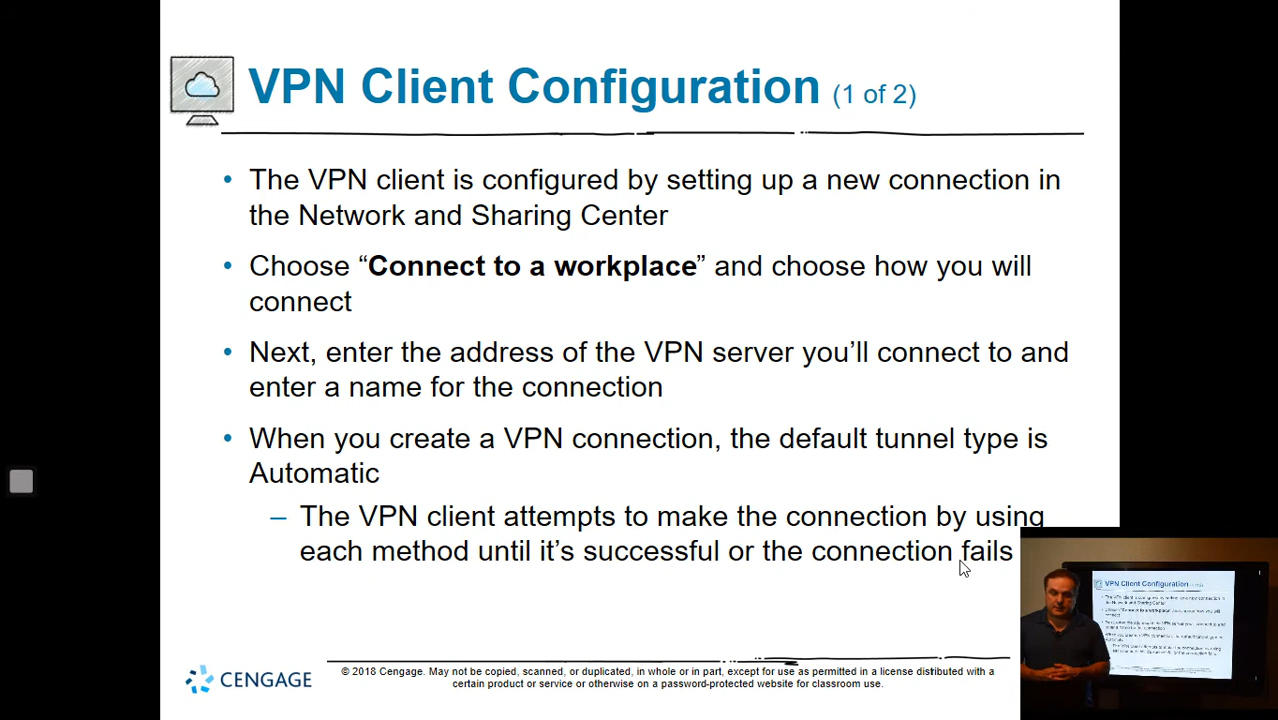 VPN Client Configuration (1 of 2)
• The VPN client is configured by setting up a new connection in
the Network and Sharing Center
• Choose “Connect to a workplace” and choose how you will
connect
• Next, enter the address of the VPN server you’ll connect to and
enter a name for the connection
• When you create a VPN connection, the default tunnel type is
Automatic
– The VPN client attempts to make the connection by using
each method until it’s successful or the connection fails
VPN Client Configuration
CENGAGE
© 2018 Cengage. May not be copied, scanned, or duplicated, in whole or in part, except for use as permitted in a license distributed with a
certain product or service or otherwise on a password-protected website for classroom use.